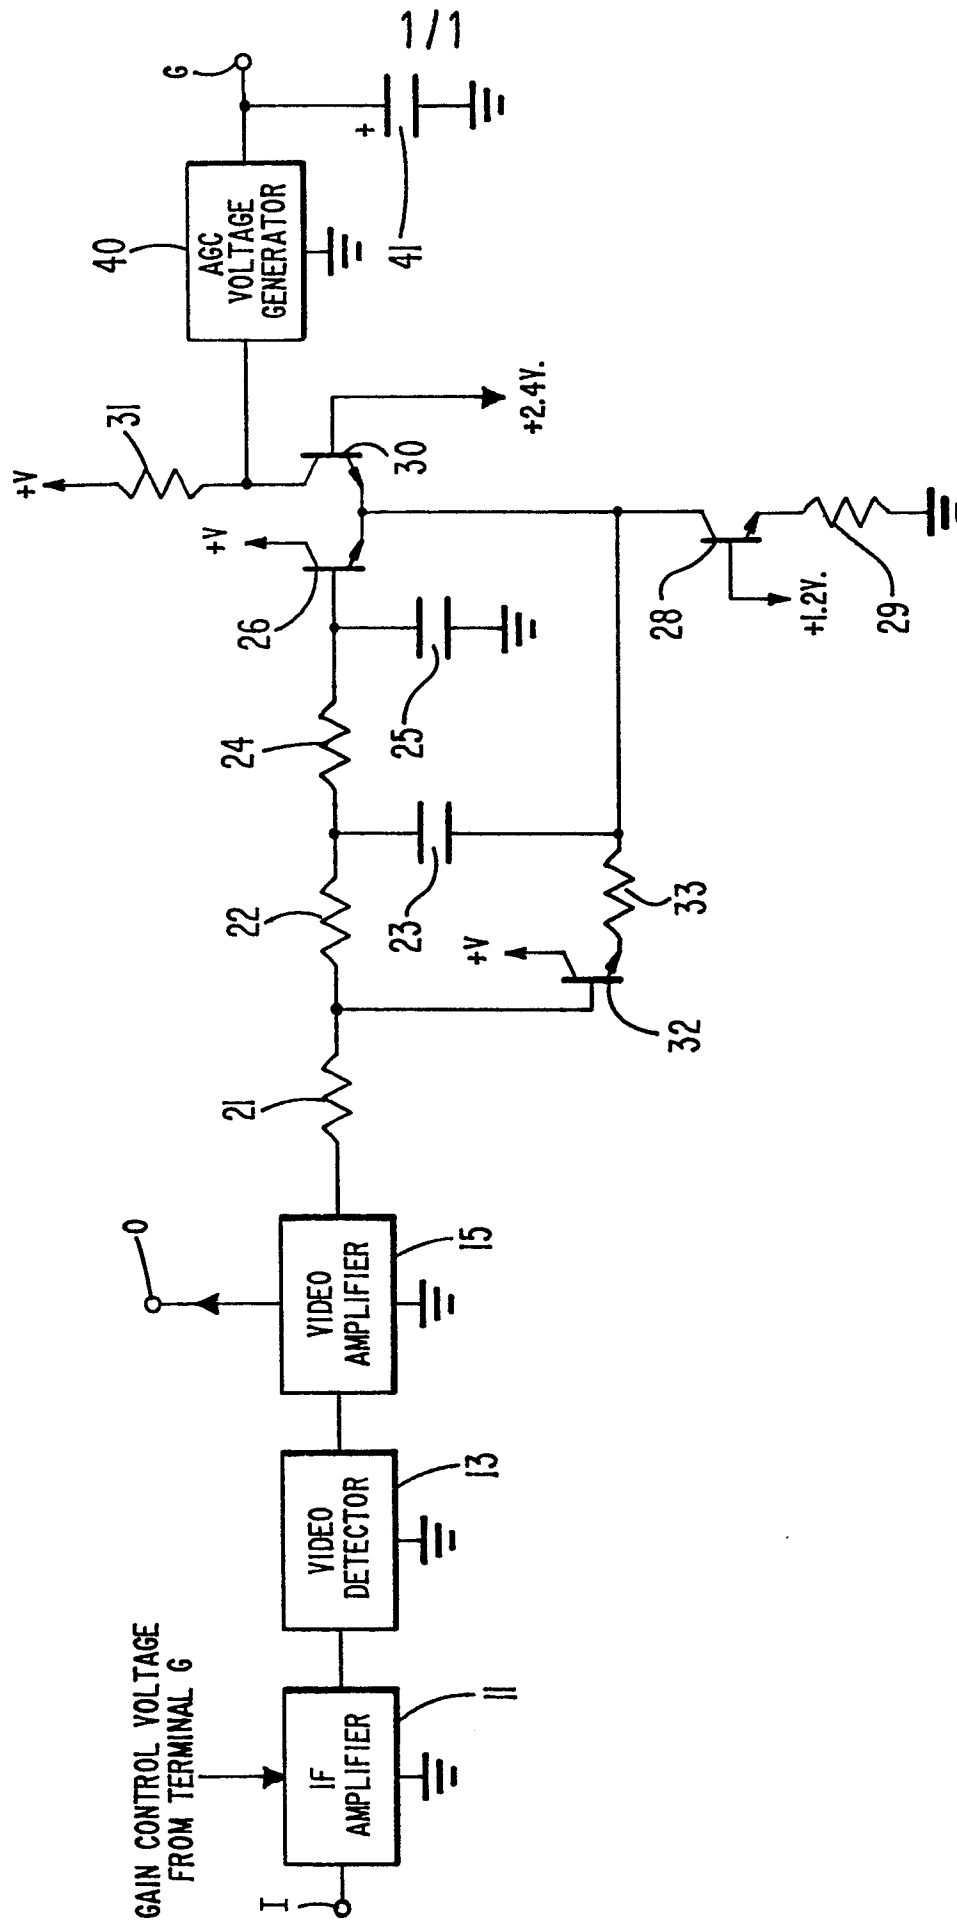 1/1
GAIN CONTROL VOLTAGE
FROM TERMINAL G
I
IF
AMPLIFIER
11
VIDEO
DETECTOR
13
VIDEO
AMPLIFIER
15
O
21
22
23
24
25
26
+V
+V
31
30
+2.4V.
AGC
VOLTAGE
GENERATOR
40
G
+
41
+V
32
33
28
+1.2V.
29